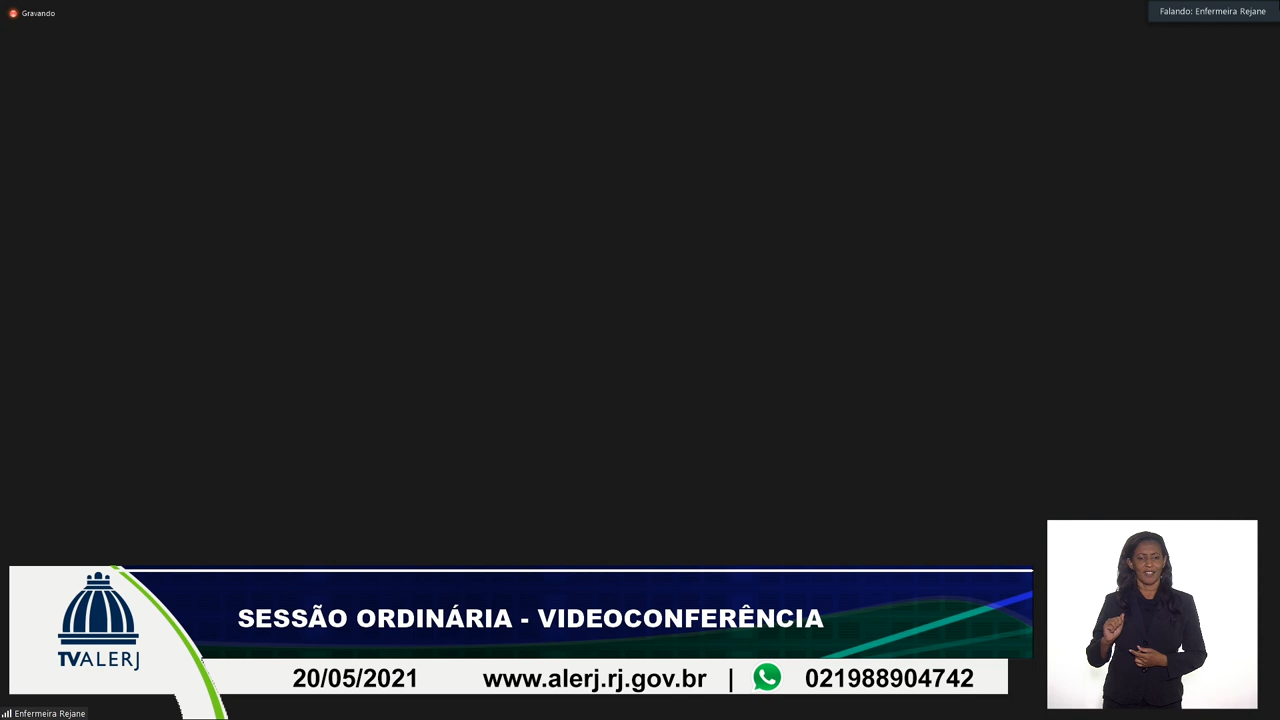 Gravando
Falando: Enfermeira Rejane
SESSÃO ORDINÁRIA - VIDEOCONFERÊNCIA
TVALERJ
20/05/2021 www.alerj.rj.gov.br | 021988904742
Enfermeira Rejane